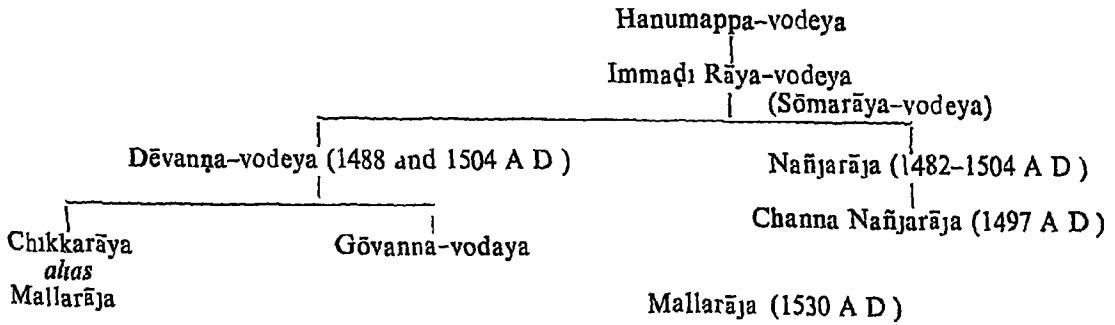 Hanumappa-vodeya
Immaḍi Rāya-vodeya
(Sōmarāya-vodeya)
Dēvaṇṇa-vodeya (1488 and 1504 A D )
Nañjarāja (1482-1504 A D )
Channa Nañjarāja (1497 A D )
Chikkarāya
alias
Mallarāja
Gōvanna-vodaya
Mallarāja (1530 A D )